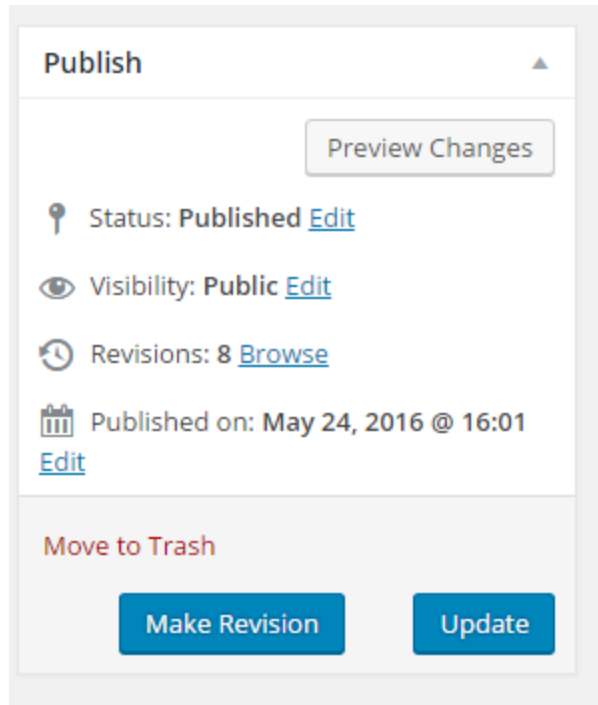 Publish
Preview Changes
Status: Published Edit
Visibility: Public Edit
Revisions: 8 Browse
Published on: May 24, 2016 @ 16:01
Edit
Move to Trash
Make Revision Update